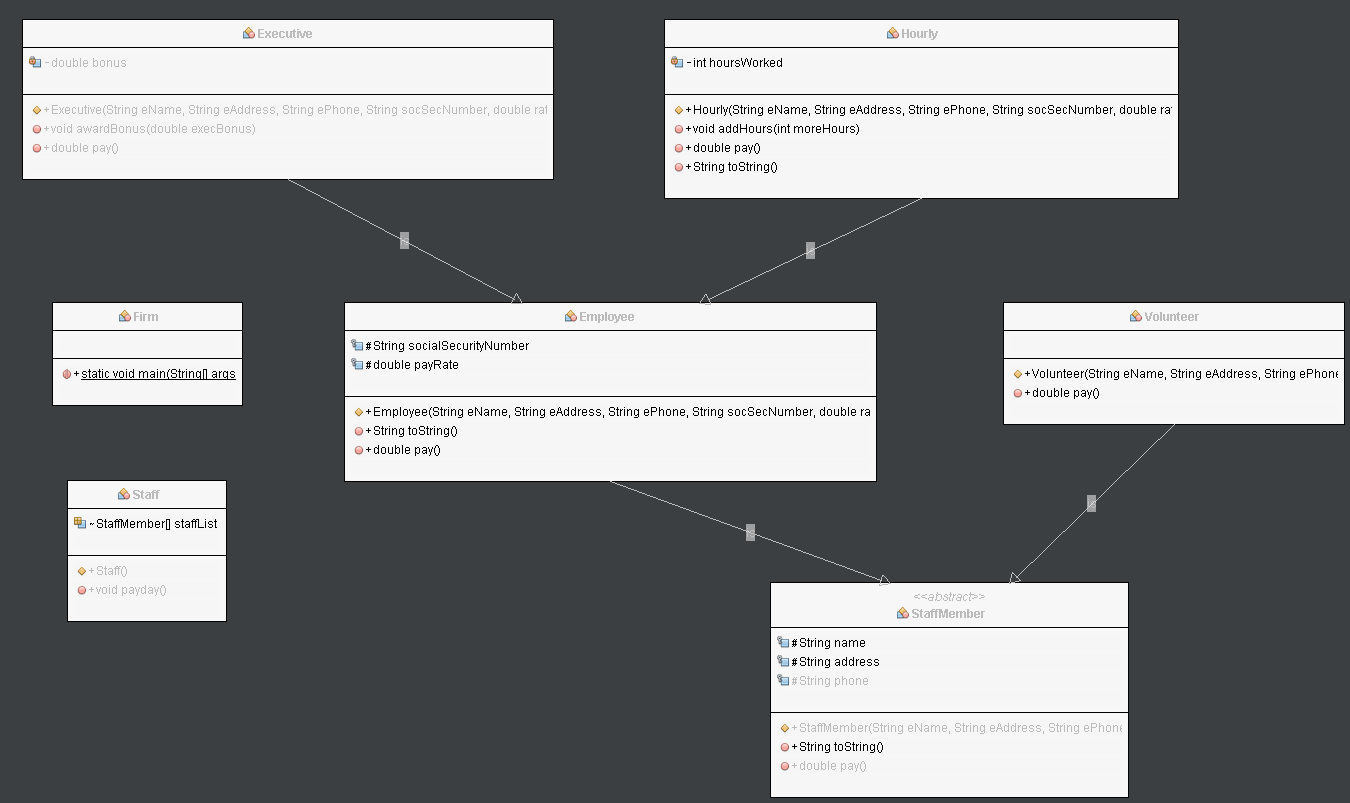 Executive
- double bonus
+ Executive(String eName, String eAddress, String ePhone, String socSecNumber, double rat
+ void awardBonus(double execBonus)
+ double pay()
Hourly
- int hoursWorked
+ Hourly(String eName, String eAddress, String ePhone, String socSecNumber, double ra
+ void addHours(int moreHours)
+ double pay()
+ String toString()
Firm
+ static void main(String[] args
Employee
# String socialSecurityNumber
# double payRate
+ Employee(String eName, String eAddress, String ePhone, String socSecNumber, double ra
+ String toString()
+ double pay()
Volunteer
+ Volunteer(String eName, String eAddress, String ePhone
+ double pay()
Staff
~ StaffMember[] staffList
+ Staff()
+ void payday()
<<abstract>>
StaffMember
# String name
# String address
# String phone
+ StaffMember(String eName, String eAddress, String ePhone
+ String toString()
+ double pay()